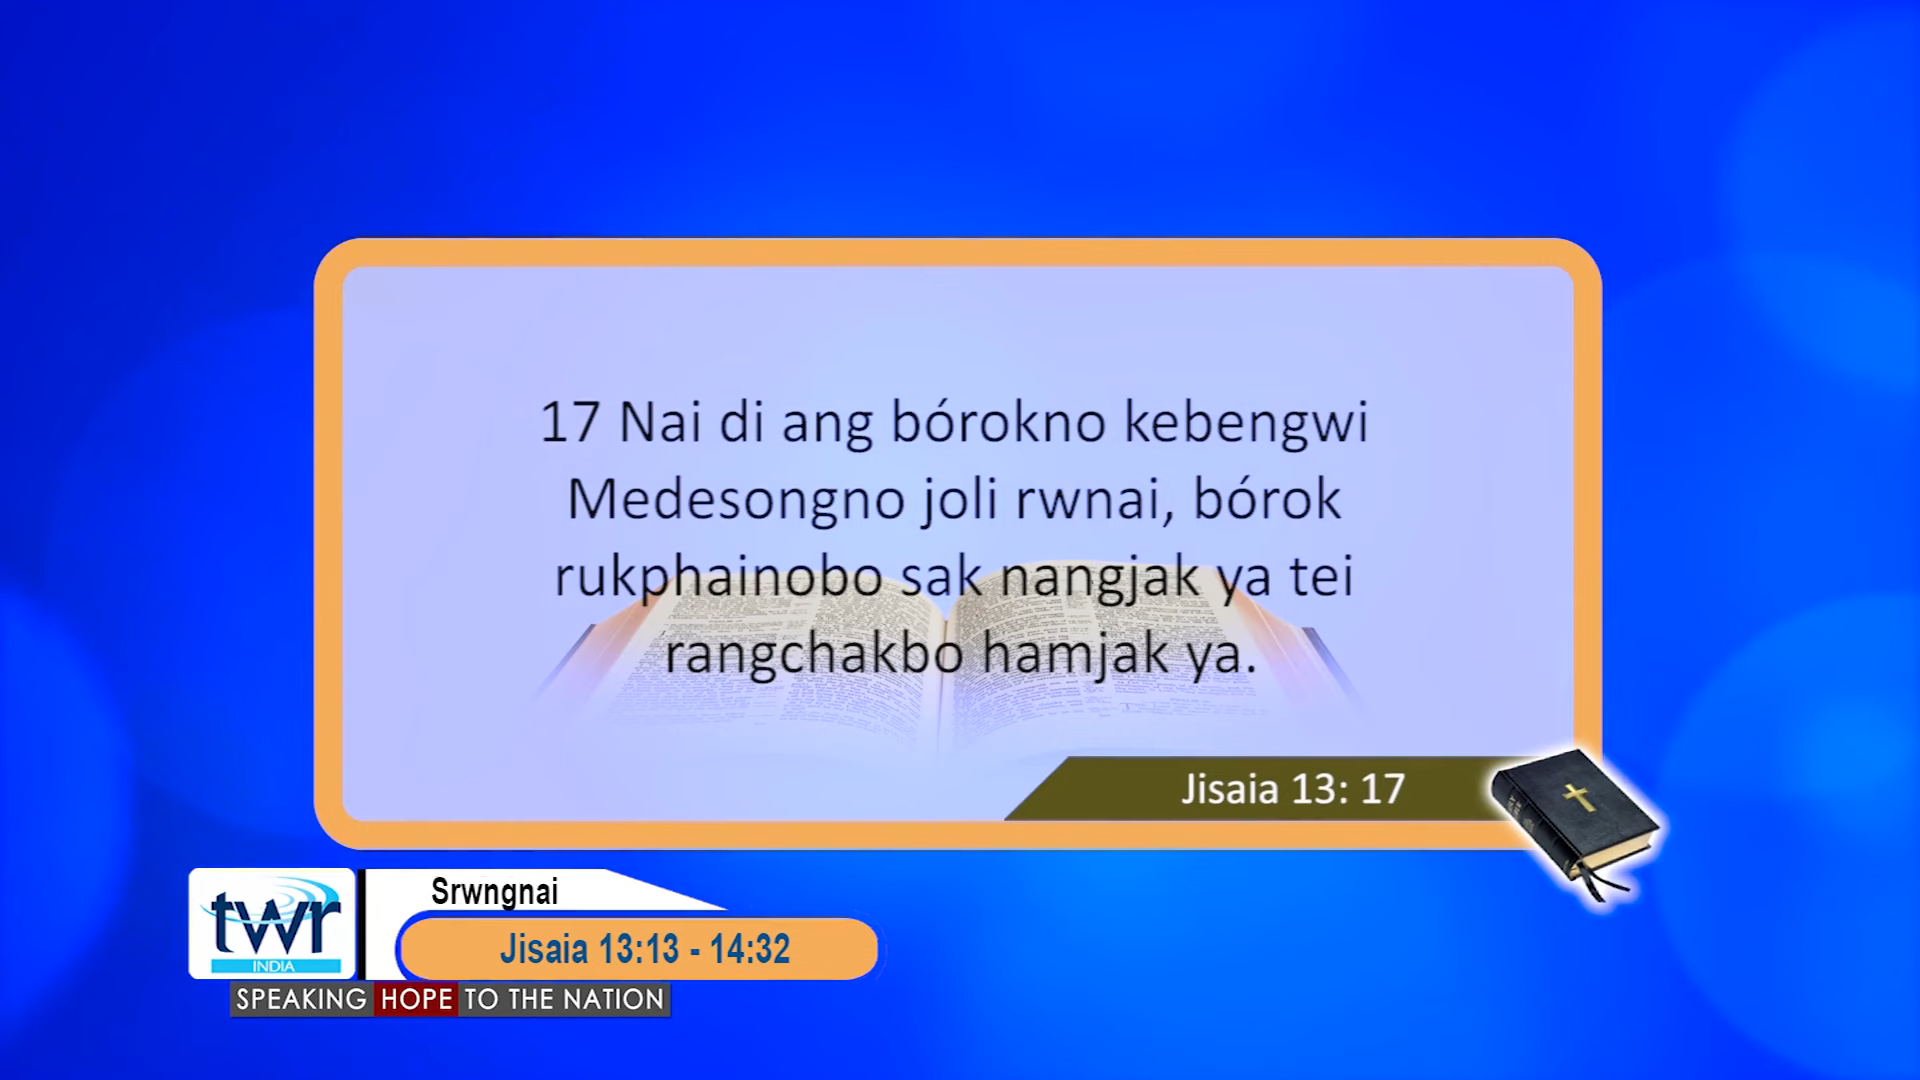 17 Nai di ang bórokno kebengwi
Medesongno joli rwnai, bórok
rukphainobo sak nangjak ya tei
rangchakbo hamjak ya.
Jisaia 13: 17
twr
INDIA
Srwngnai
Jisaia 13:13 - 14:32
SPEAKING HOPE TO THE NATION